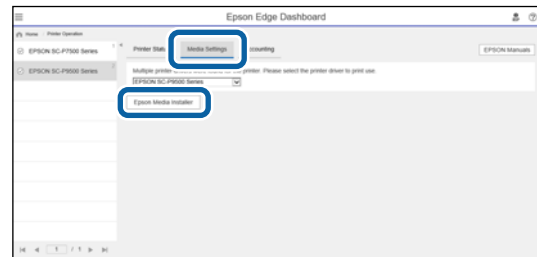 Epson Edge Dashboard
Home Printer Operation
EPSON SC-P7500 Series
EPSON SC-P9500 Series
Printer Status
Media Settings
counting
EPSON Manuals
Multiple printer for the printer. Please select the printer driver to print use.
EPSON SC-P9500 Series
Epson Media Installer
1 / 1